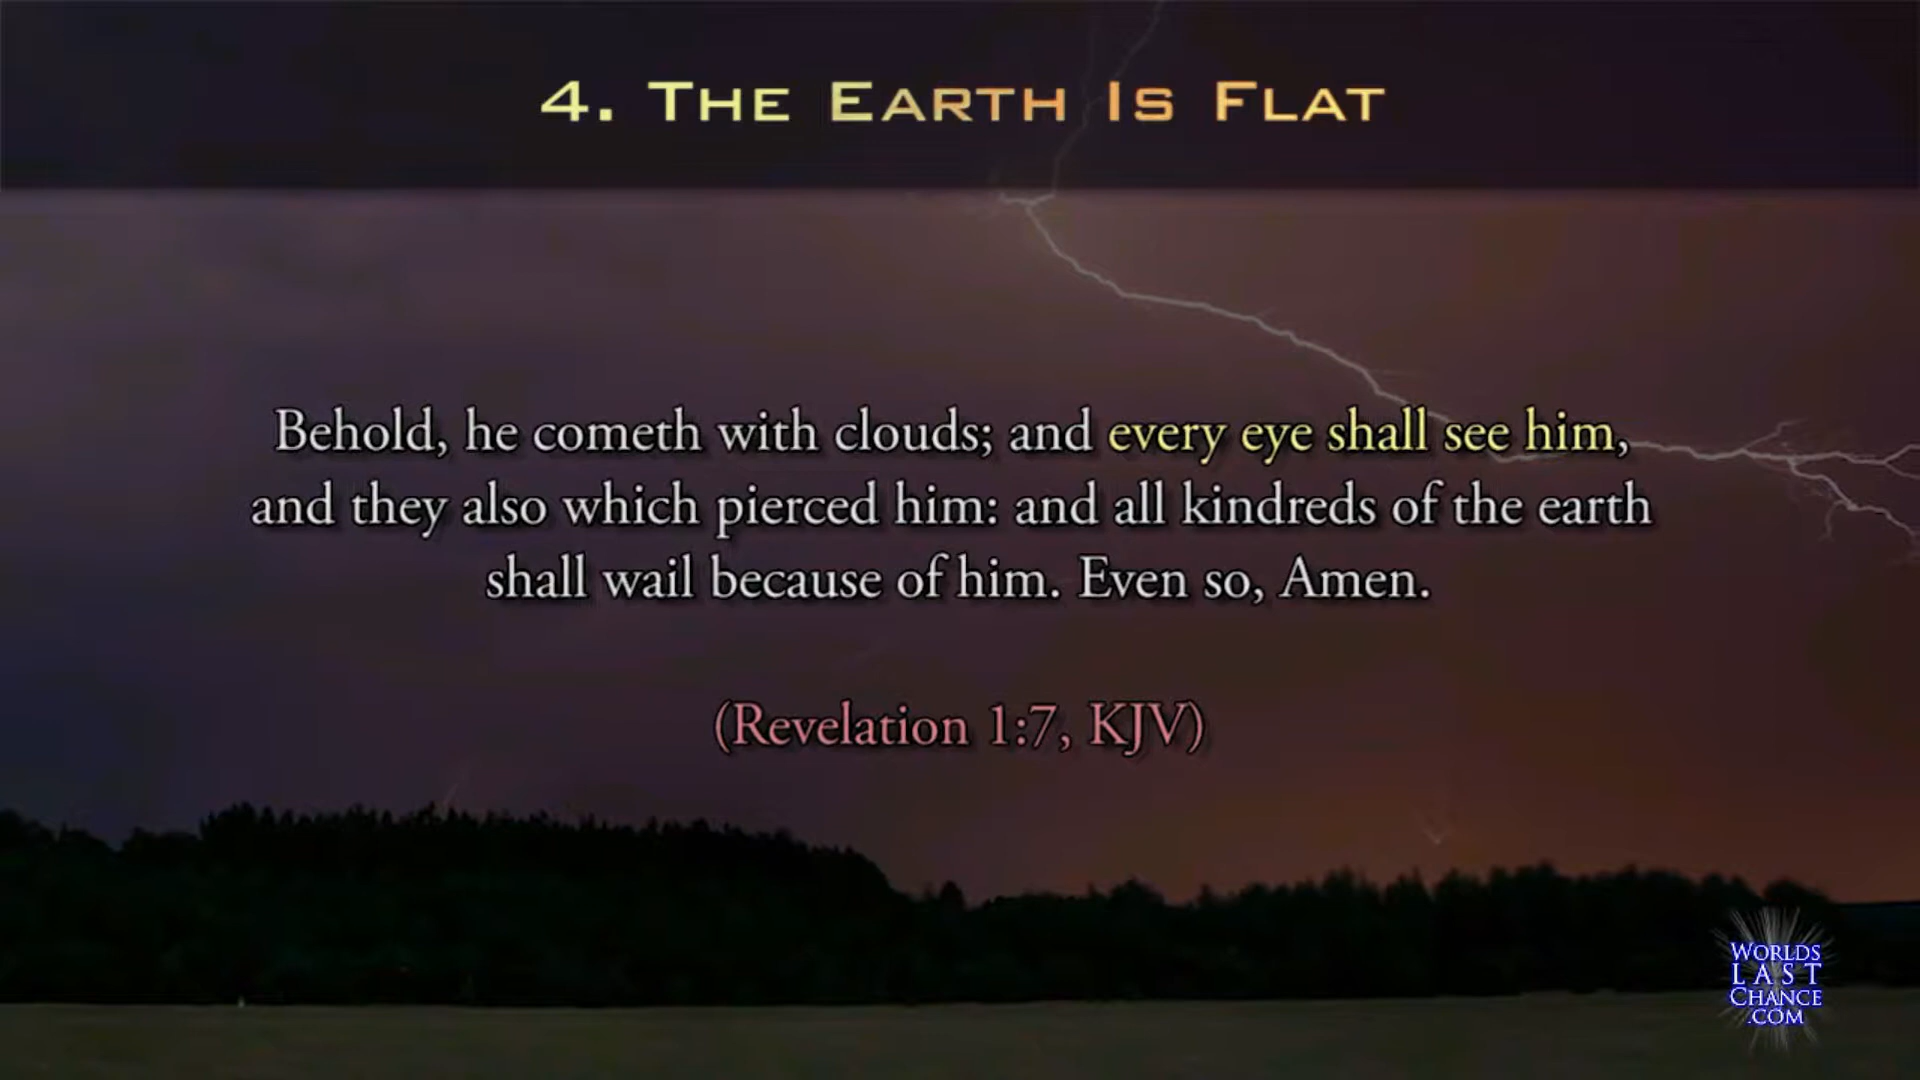 4. The Earth Is Flat
Behold, he cometh with clouds; and every eye shall see him,
and they also which pierced him: and all kindreds of the earth
shall wail because of him. Even so, Amen.
(Revelation 1:7, KJV)
Worlds
Last
Chance
.com